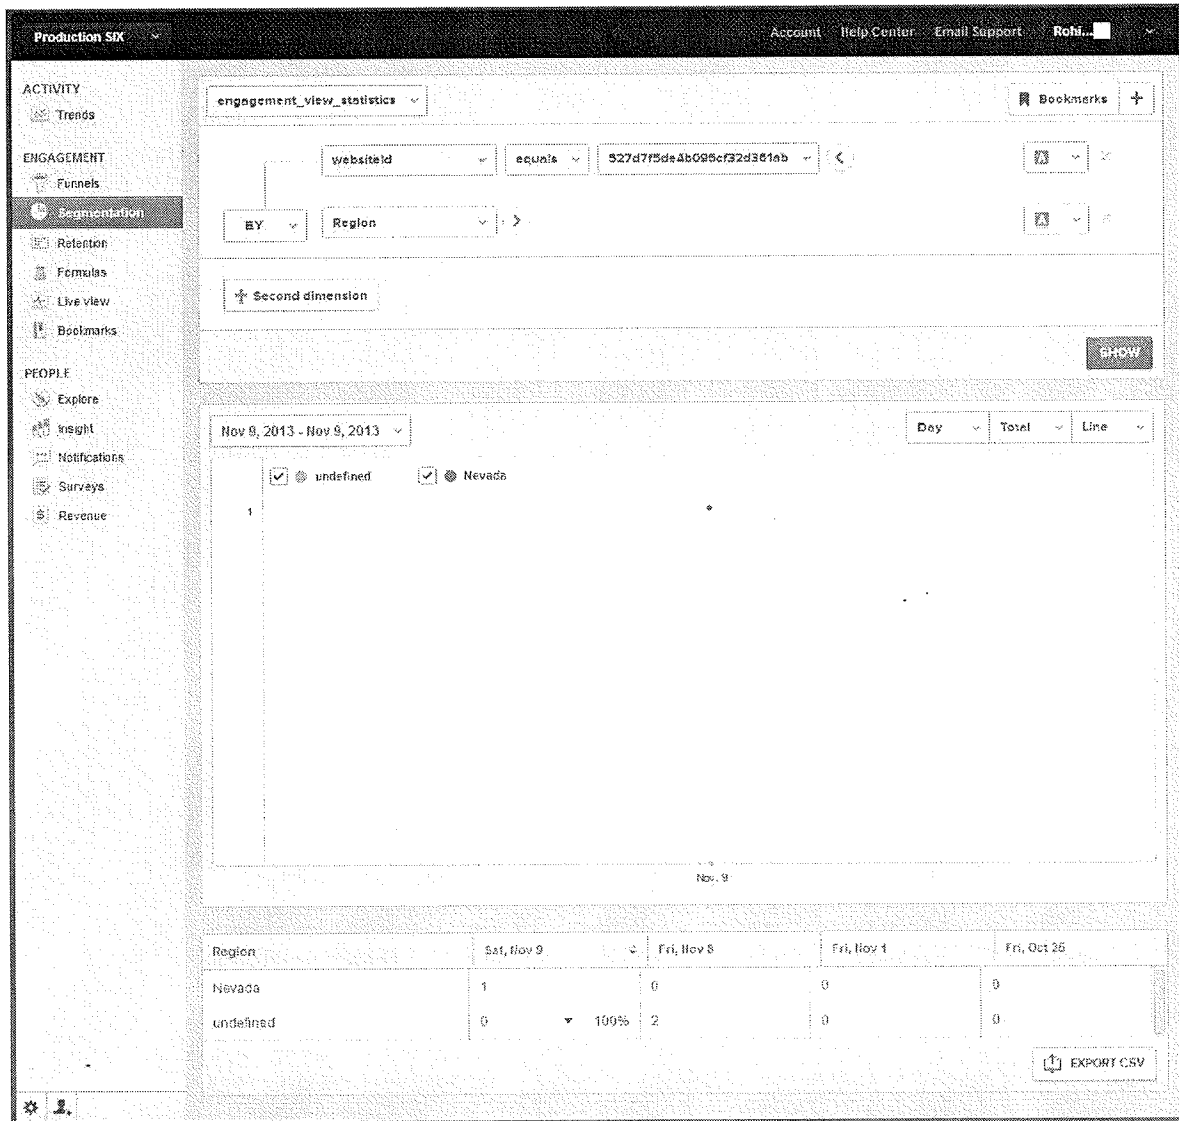 Production SIX
Account Help Center Email Support Rohi...
ACTIVITY
Trends
ENGAGEMENT
Funnels
Segmentation
Retention
Formulas
Live view
Bookmarks
PEOPLE
Explore
Insight
Notifications
Surveys
Revenue
engagement_view_statistics
Bookmarks +
websiteId equals
A
BY Region
A
+ Second dimension
SHOW
Nov 9, 2013 - Nov 9, 2013
Day Total Line
undefined Nevada
1
Nov. 9
Region Sat, Nov 9 Fri, Nov 8 Fri, Nov 1 Fri, Oct 25
Nevada 1 0 0 0
undefined 0 100% 2 0 0
EXPORT CSV